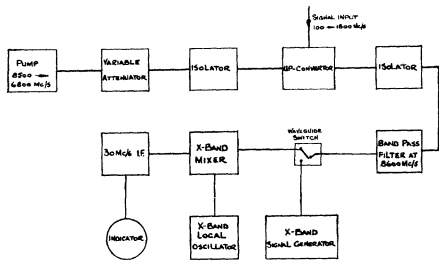 SIGNAL INPUT
100 ↔ 1800 Mc/s
PUMP
8500 ↔
6800 Mc/s
VARIABLE
ATTENUATOR
ISOLATOR
UP-CONVERTOR
ISOLATOR
30 Mc/s I.F.
X-BAND
MIXER
WAVEGUIDE
SWITCH
BAND PASS
FILTER AT
8600 Mc/s
INDICATOR
X-BAND
LOCAL
OSCILLATOR
X-BAND
SIGNAL GENERATOR